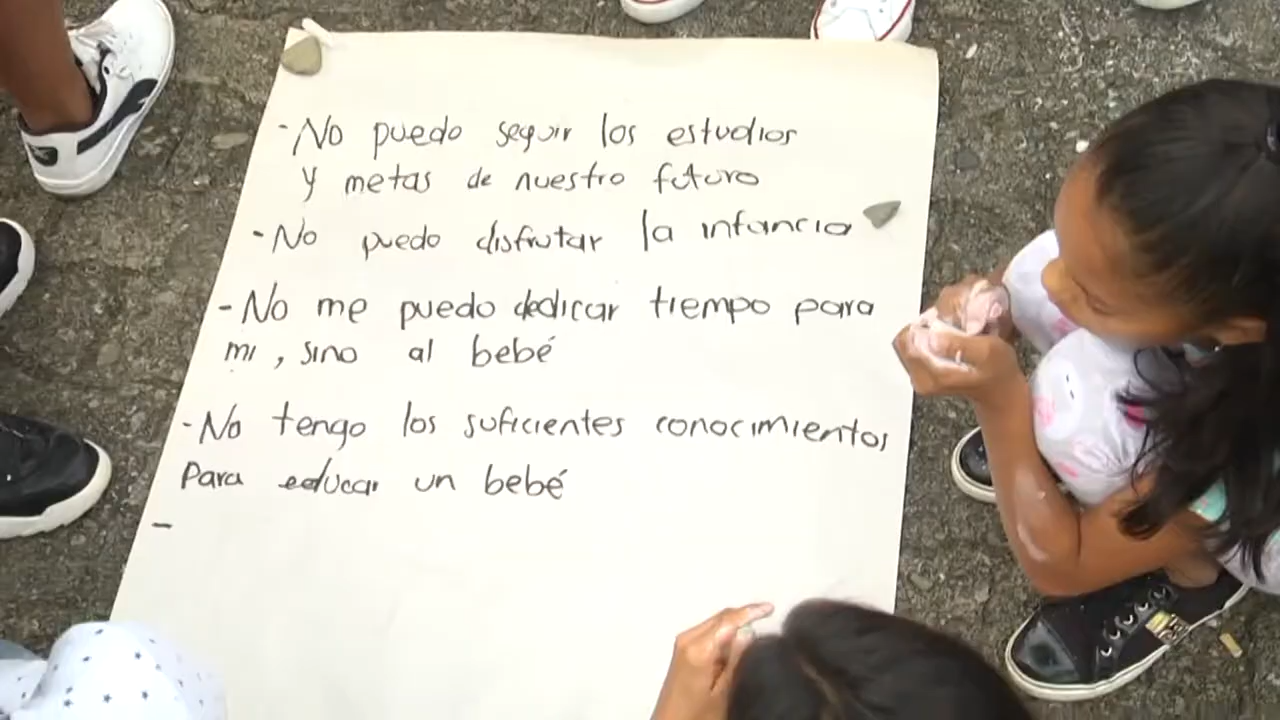 -No puedo seguir los estudios
y metas de nuestro futuro
-No puedo disfrutar la infancia
-No me puedo dedicar tiempo para
mi, sino al bebé
-No tengo los suficientes conocimientos
Para educar un bebé
-